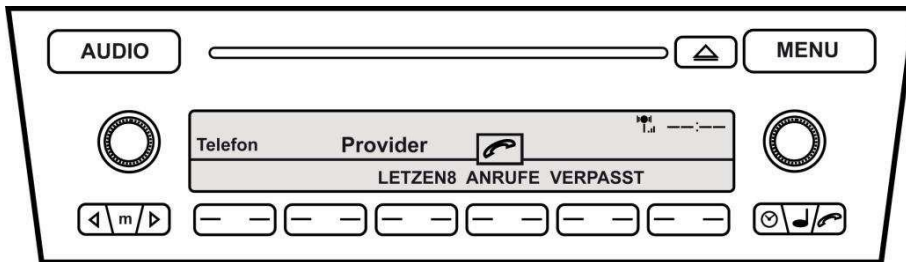 AUDIO
MENU
Telefon Provider --:--
LETZEN8 ANRUFE VERPASST
m